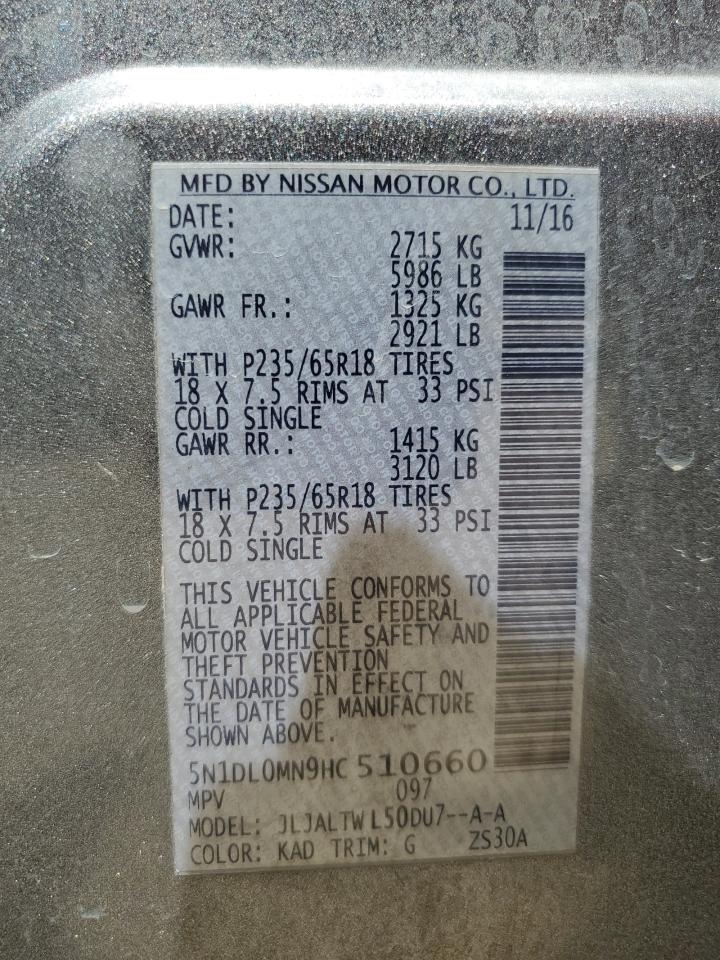 MFD BY NISSAN MOTOR CO., LTD.
DATE: 11/16
GVWR: 2715 KG
5986 LB
GAWR FR.: 1325 KG
2921 LB
WITH P235/65R18 TIRES
18 X 7.5 RIMS AT 33 PSI
COLD SINGLE
GAWR RR.: 1415 KG
3120 LB
WITH P235/65R18 TIRES
18 X 7.5 RIMS AT 33 PSI
COLD SINGLE
THIS VEHICLE CONFORMS TO
ALL APPLICABLE FEDERAL
MOTOR VEHICLE SAFETY AND
THEFT PREVENTION
STANDARDS IN EFFECT ON
THE DATE OF MANUFACTURE
SHOWN ABOVE.
5N1DL0MN9HC 510660
MPV 097
MODEL: JLJALTWL50DU7--A-A
COLOR: KAD TRIM: G ZS30A